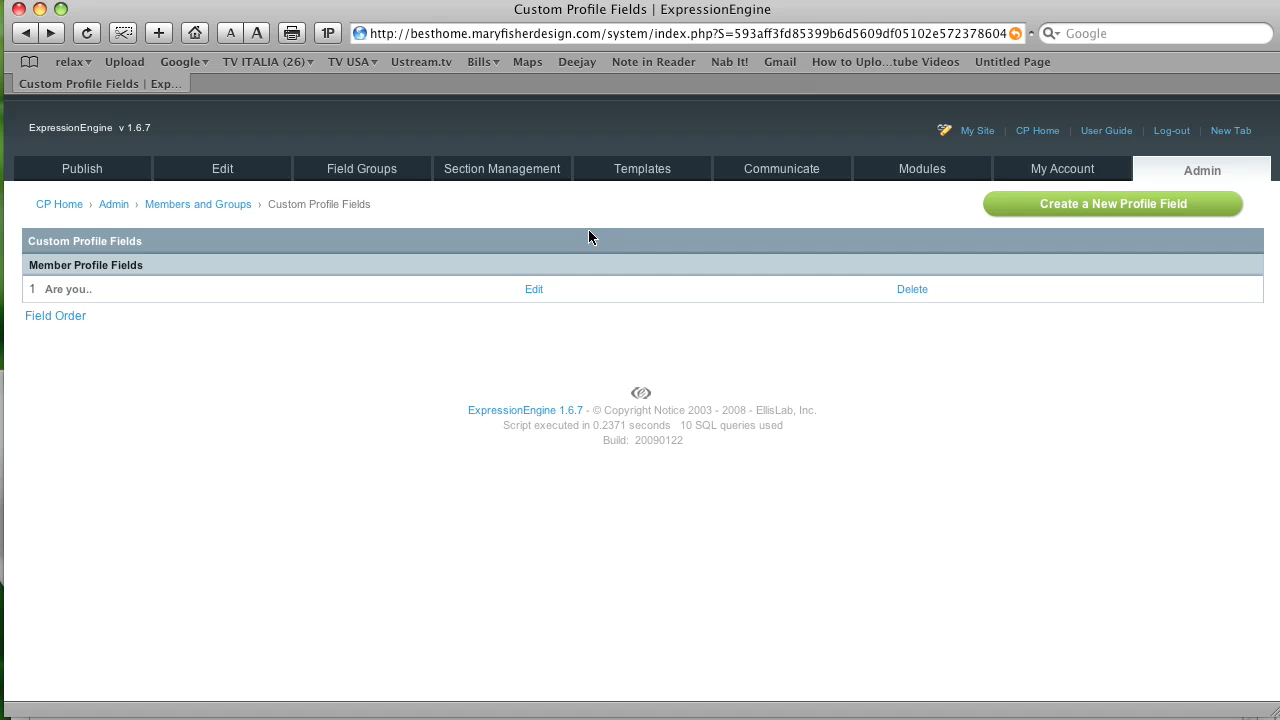 Custom Profile Fields | ExpressionEngine
A A 1P http://besthome.maryfisherdesign.com/system/index.php?S=593aff3fd85399b6d5609df05102e572378604 Google
relax Upload Google TV ITALIA (26) TV USA Ustream.tv Bills Maps Deejay Note in Reader Nab It! Gmail How to Uplo...tube Videos Untitled Page
Custom Profile Fields | Exp...
ExpressionEngine v 1.6.7
My Site | CP Home | User Guide | Log-out | New Tab
Publish Edit Field Groups Section Management Templates Communicate Modules My Account Admin
CP Home › Admin › Members and Groups › Custom Profile Fields
Create a New Profile Field
Custom Profile Fields
Member Profile Fields
1 Are you.. Edit Delete
Field Order
ExpressionEngine 1.6.7 - © Copyright Notice 2003 - 2008 - EllisLab, Inc.
Script executed in 0.2371 seconds 10 SQL queries used
Build: 20090122